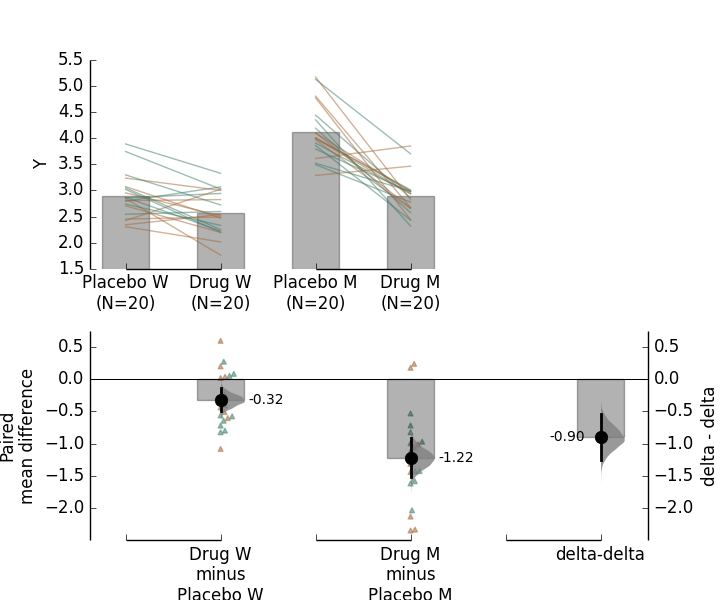 5.5
5.0
4.5
4.0
3.5
3.0
2.5
2.0
1.5
Y
Placebo W
(N=20)
Drug W
(N=20)
Placebo M
(N=20)
Drug M
(N=20)
0.5
0.0
−0.5
−1.0
−1.5
−2.0
Paired
mean difference
-0.32
-1.22
-0.90
0.5
0.0
−0.5
−1.0
−1.5
−2.0
delta - delta
Drug W
minus
Placebo W
Drug M
minus
Placebo M
delta-delta